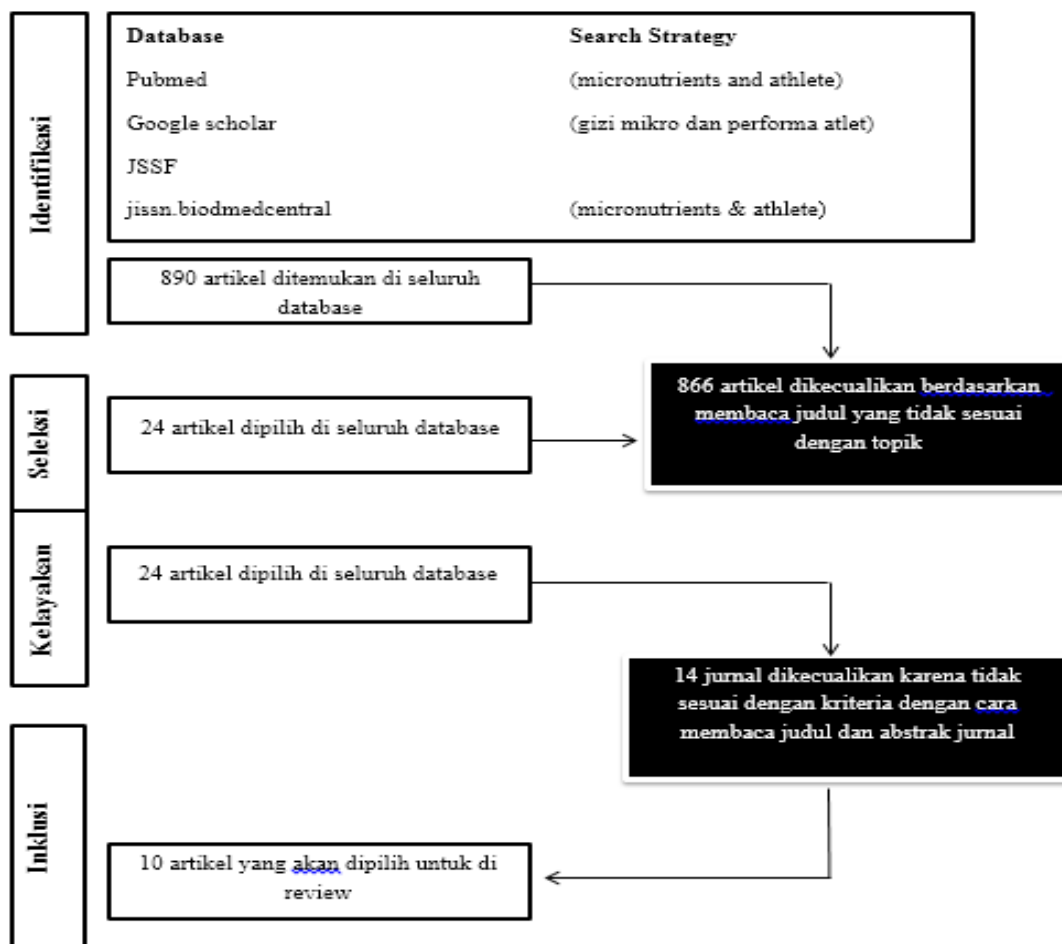 Identifikasi
Database Search Strategy
Pubmed (micronutrients and athlete)
Google scholar (gizi mikro dan performa atlet)
JSSF
jissn.biodmedcentral (micronutrients & athlete)
890 artikel ditemukan di seluruh
database
866 artikel dikecualikan berdasarkan
membaca judul yang tidak sesuai
dengan topik
Seleksi
24 artikel dipilih di seluruh database
Kelayakan
24 artikel dipilih di seluruh database
14 jurnal dikecualikan karena tidak
sesuai dengan kriteria dengan cara
membaca judul dan abstrak jurnal
Inklusi
10 artikel yang akan dipilih untuk di
review